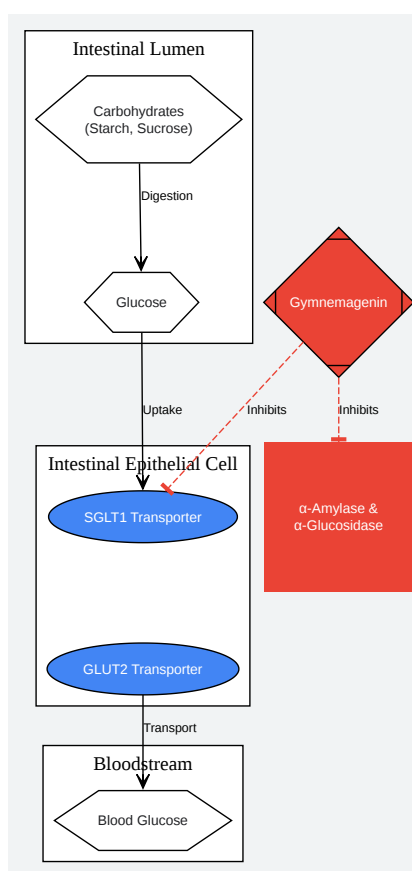 Intestinal Lumen
Carbohydrates
(Starch, Sucrose)
Digestion
Glucose
Gymnemagenin
Uptake
Inhibits
Inhibits
Intestinal Epithelial Cell
SGLT1 Transporter
α-Amylase &
α-Glucosidase
GLUT2 Transporter
Transport
Bloodstream
Blood Glucose